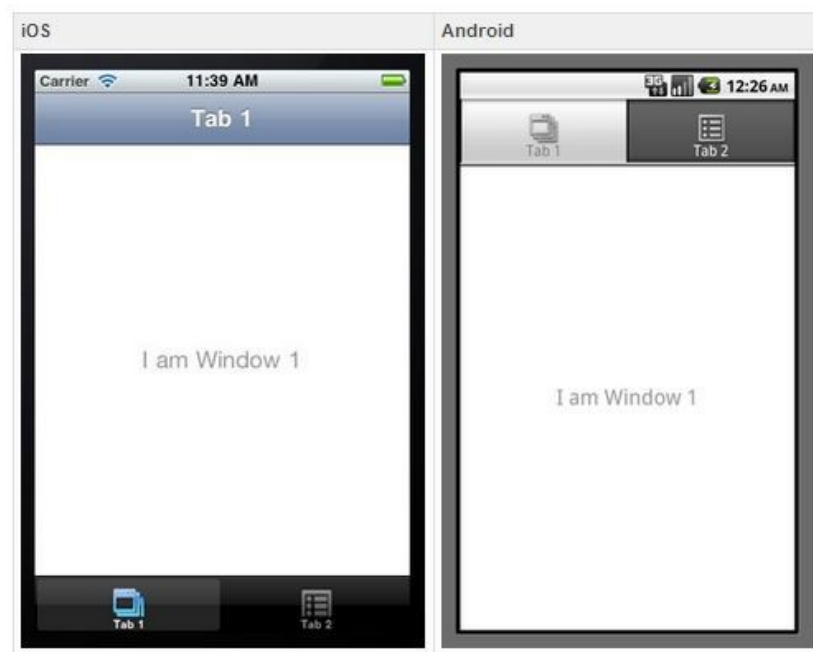 iOS
Android
Carrier 11:39 AM
Tab 1
I am Window 1
Tab 1
Tab 2
3G 12:26 AM
Tab 1
Tab 2
I am Window 1